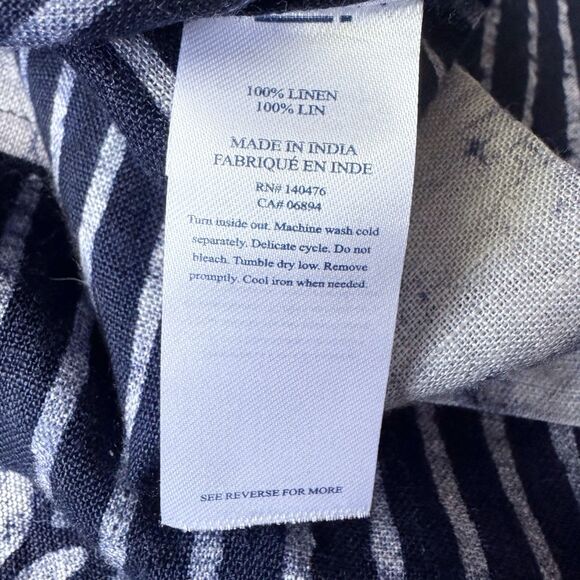 100% LINEN
100% LIN
MADE IN INDIA
FABRIQUÉ EN INDE
RN# 140476
CA# 06894
Turn inside out. Machine wash cold
separately. Delicate cycle. Do not
bleach. Tumble dry low. Remove
promptly. Cool iron when needed.
SEE REVERSE FOR MORE